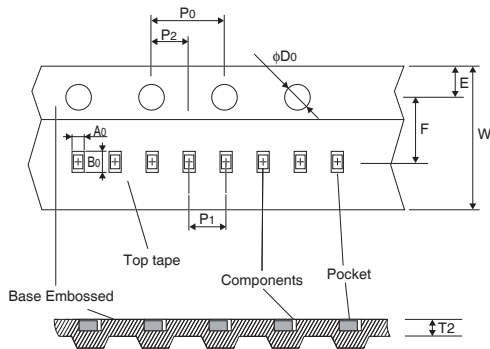 P0
P2
ϕD0
E
F
W
A0
B0
P1
Top tape
Components
Pocket
Base Embossed
T2